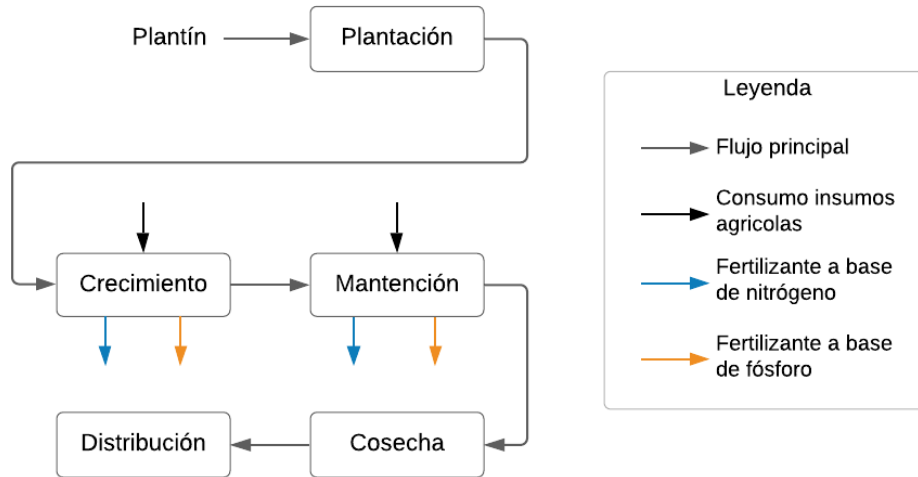 Plantín
Plantación
Leyenda
Flujo principal
Consumo insumos
agricolas
Crecimiento
Mantención
Fertilizante a base
de nitrógeno
Fertilizante a base
de fósforo
Distribución
Cosecha